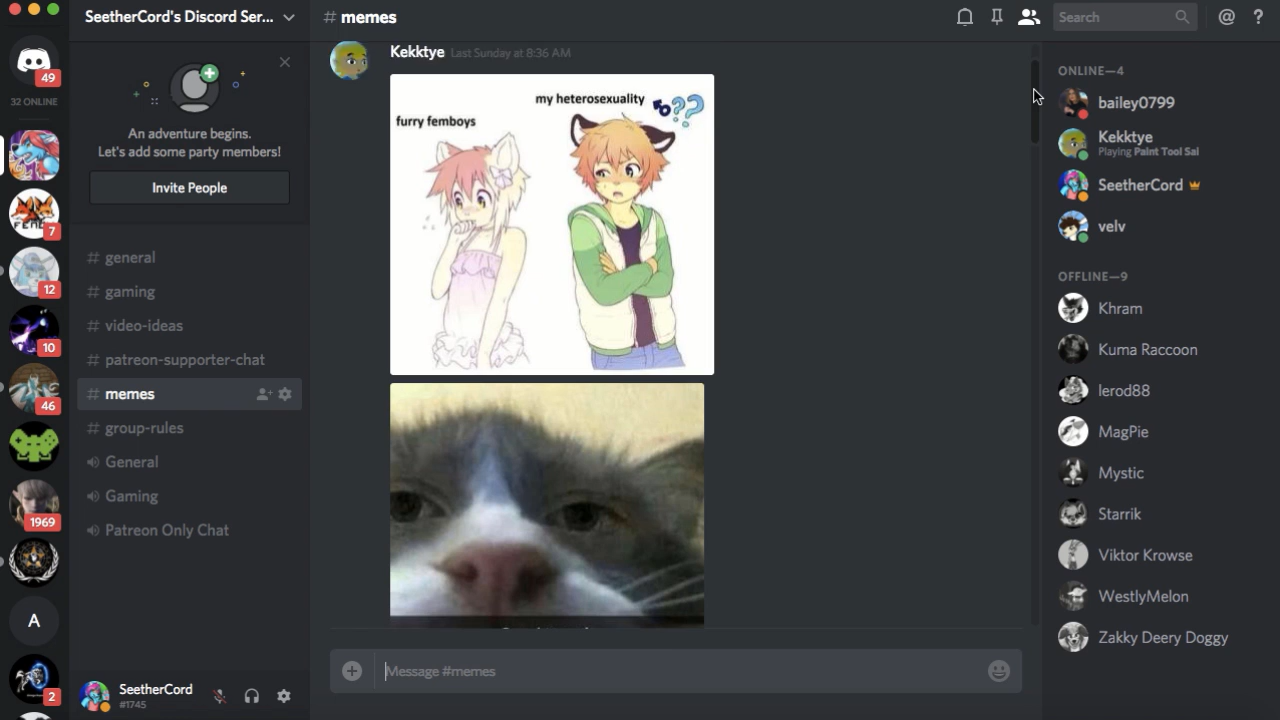 49
32 ONLINE
7
12
10
46
1969
A
2
SeetherCord's Discord Ser...
An adventure begins.
Let's add some party members!
Invite People
# general
# gaming
# video-ideas
# patreon-supporter-chat
# memes
# group-rules
General
Gaming
Patreon Only Chat
SeetherCord
#1745
# memes
Search
@ ?
Kekktye Last Sunday at 8:36 AM
my heterosexuality
??
furry femboys
Message #memes
ONLINE—4
bailey0799
Kekktye
Playing Paint Tool Sai
SeetherCord
velv
OFFLINE—9
Khram
Kuma Raccoon
lerod88
MagPie
Mystic
Starrik
Viktor Krowse
WestlyMelon
Zakky Deery Doggy